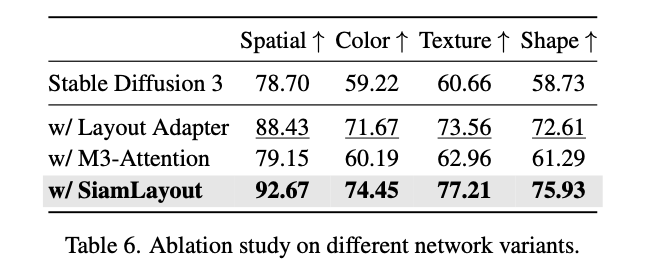 Spatial ↑ Color ↑ Texture ↑ Shape ↑
Stable Diffusion 3 78.70 59.22 60.66 58.73
w/ Layout Adapter 88.43 71.67 73.56 72.61
w/ M3-Attention 79.15 60.19 62.96 61.29
w/ SiamLayout 92.67 74.45 77.21 75.93
Table 6. Ablation study on different network variants.